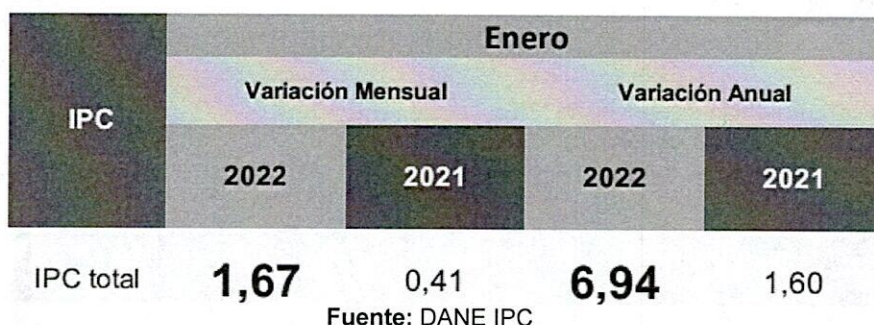 Enero
IPC
Variación Mensual Variación Anual
2022 2021 2022 2021
IPC total 1,67 0,41 6,94 1,60
Fuente: DANE IPC